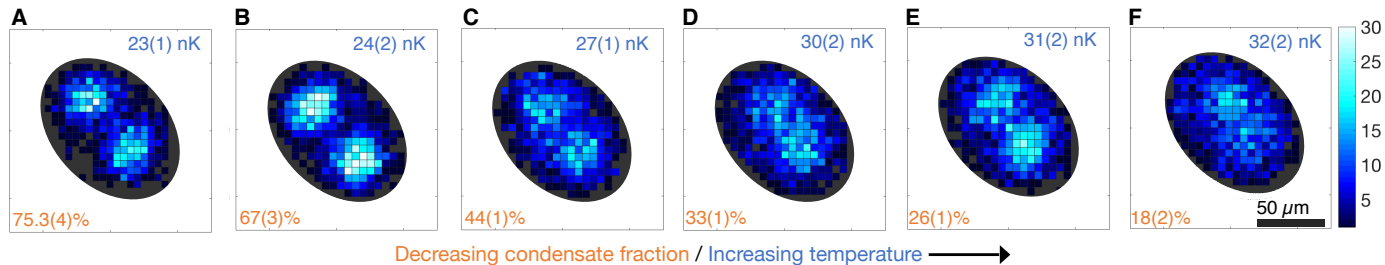 A B C D E F
23(1) nK 24(2) nK 27(1) nK 30(2) nK 31(2) nK 32(2) nK
30
25
20
15
10
5
75.3(4)% 67(3)% 44(1)% 33(1)% 26(1)% 18(2)% 50 µm
Decreasing condensate fraction / Increasing temperature